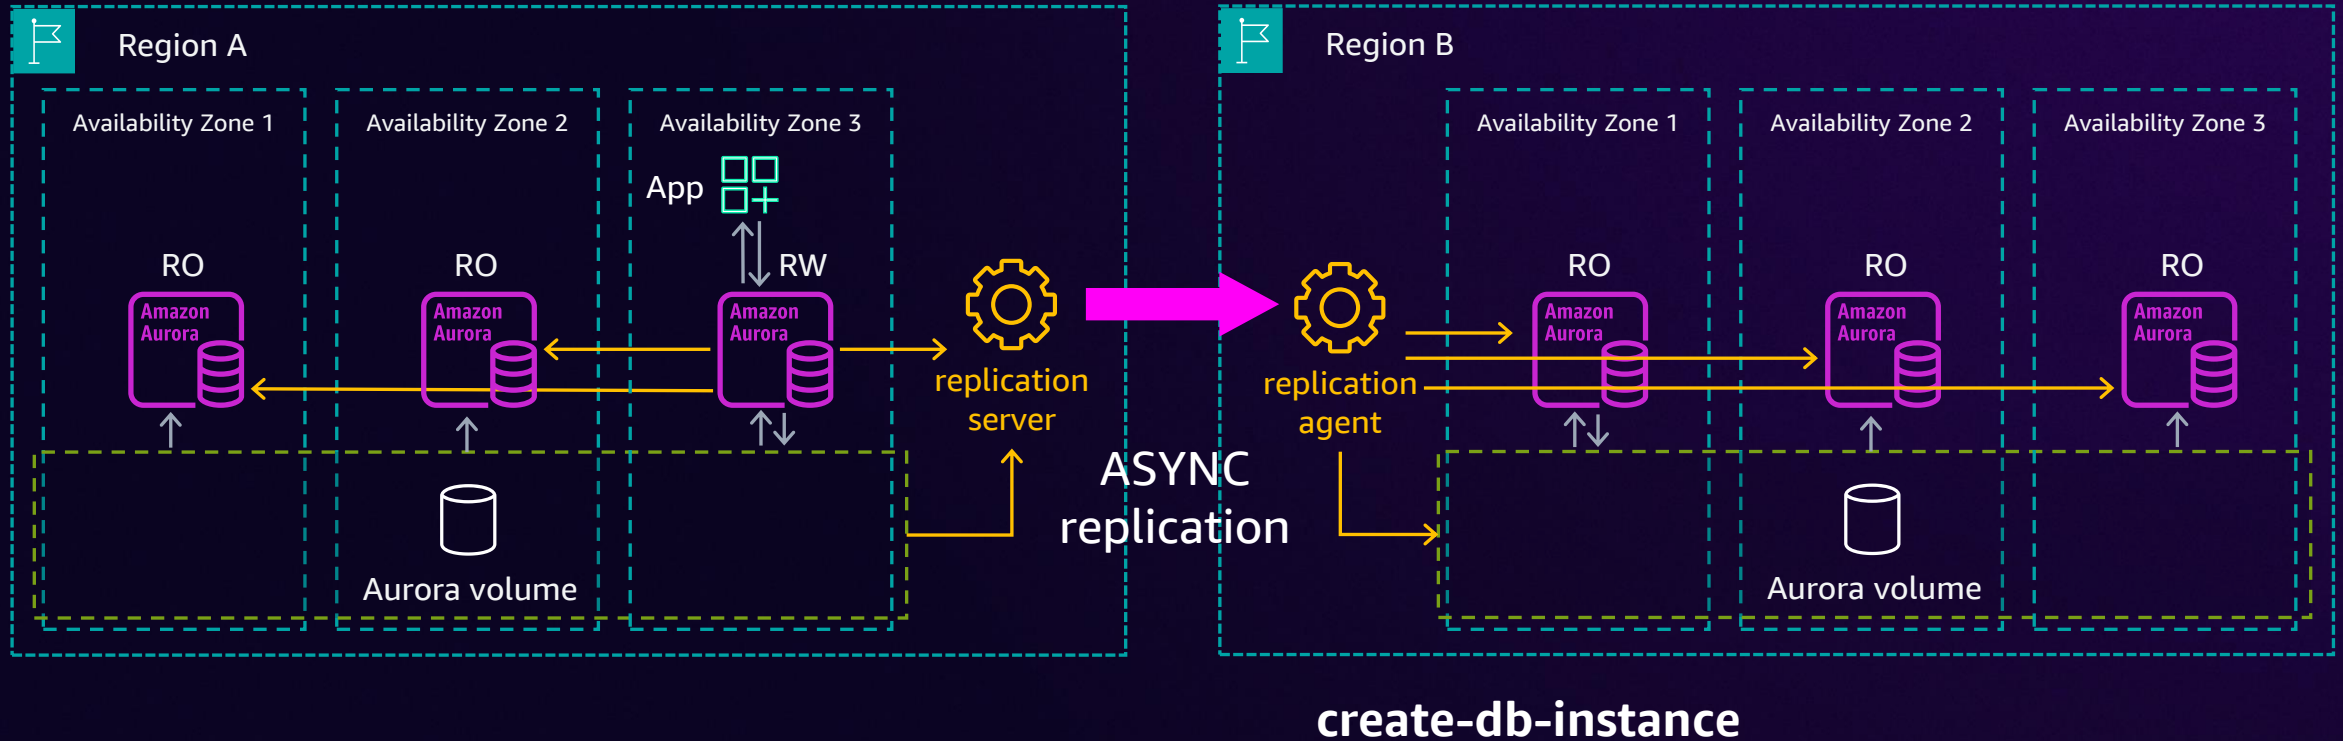 Region A
Availability Zone 1
Availability Zone 2
Availability Zone 3
App
RO
RO
RW
Amazon
Aurora
Amazon
Aurora
Amazon
Aurora
replication
server
Aurora volume
ASYNC
replication
Region B
Availability Zone 1
Availability Zone 2
Availability Zone 3
RO
RO
RO
Amazon
Aurora
Amazon
Aurora
Amazon
Aurora
replication
agent
Aurora volume
create-db-instance